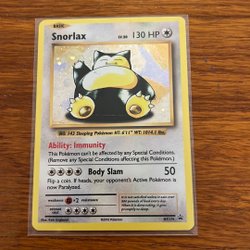 BASIC
Snorlax
130 HP
NO. 143 Sleeping Pokémon HT: 6'11" WT: 1014.1 lbs.
Ability: Immunity
This Pokémon can't be affected by any Special Conditions.
(Remove any Special Conditions affecting this Pokémon.)
Body Slam 50
Flip a coin. If heads, your opponent's Active Pokémon is
now Paralyzed.
weakness ×2 resistance
retreat cost
©2016 Pokémon